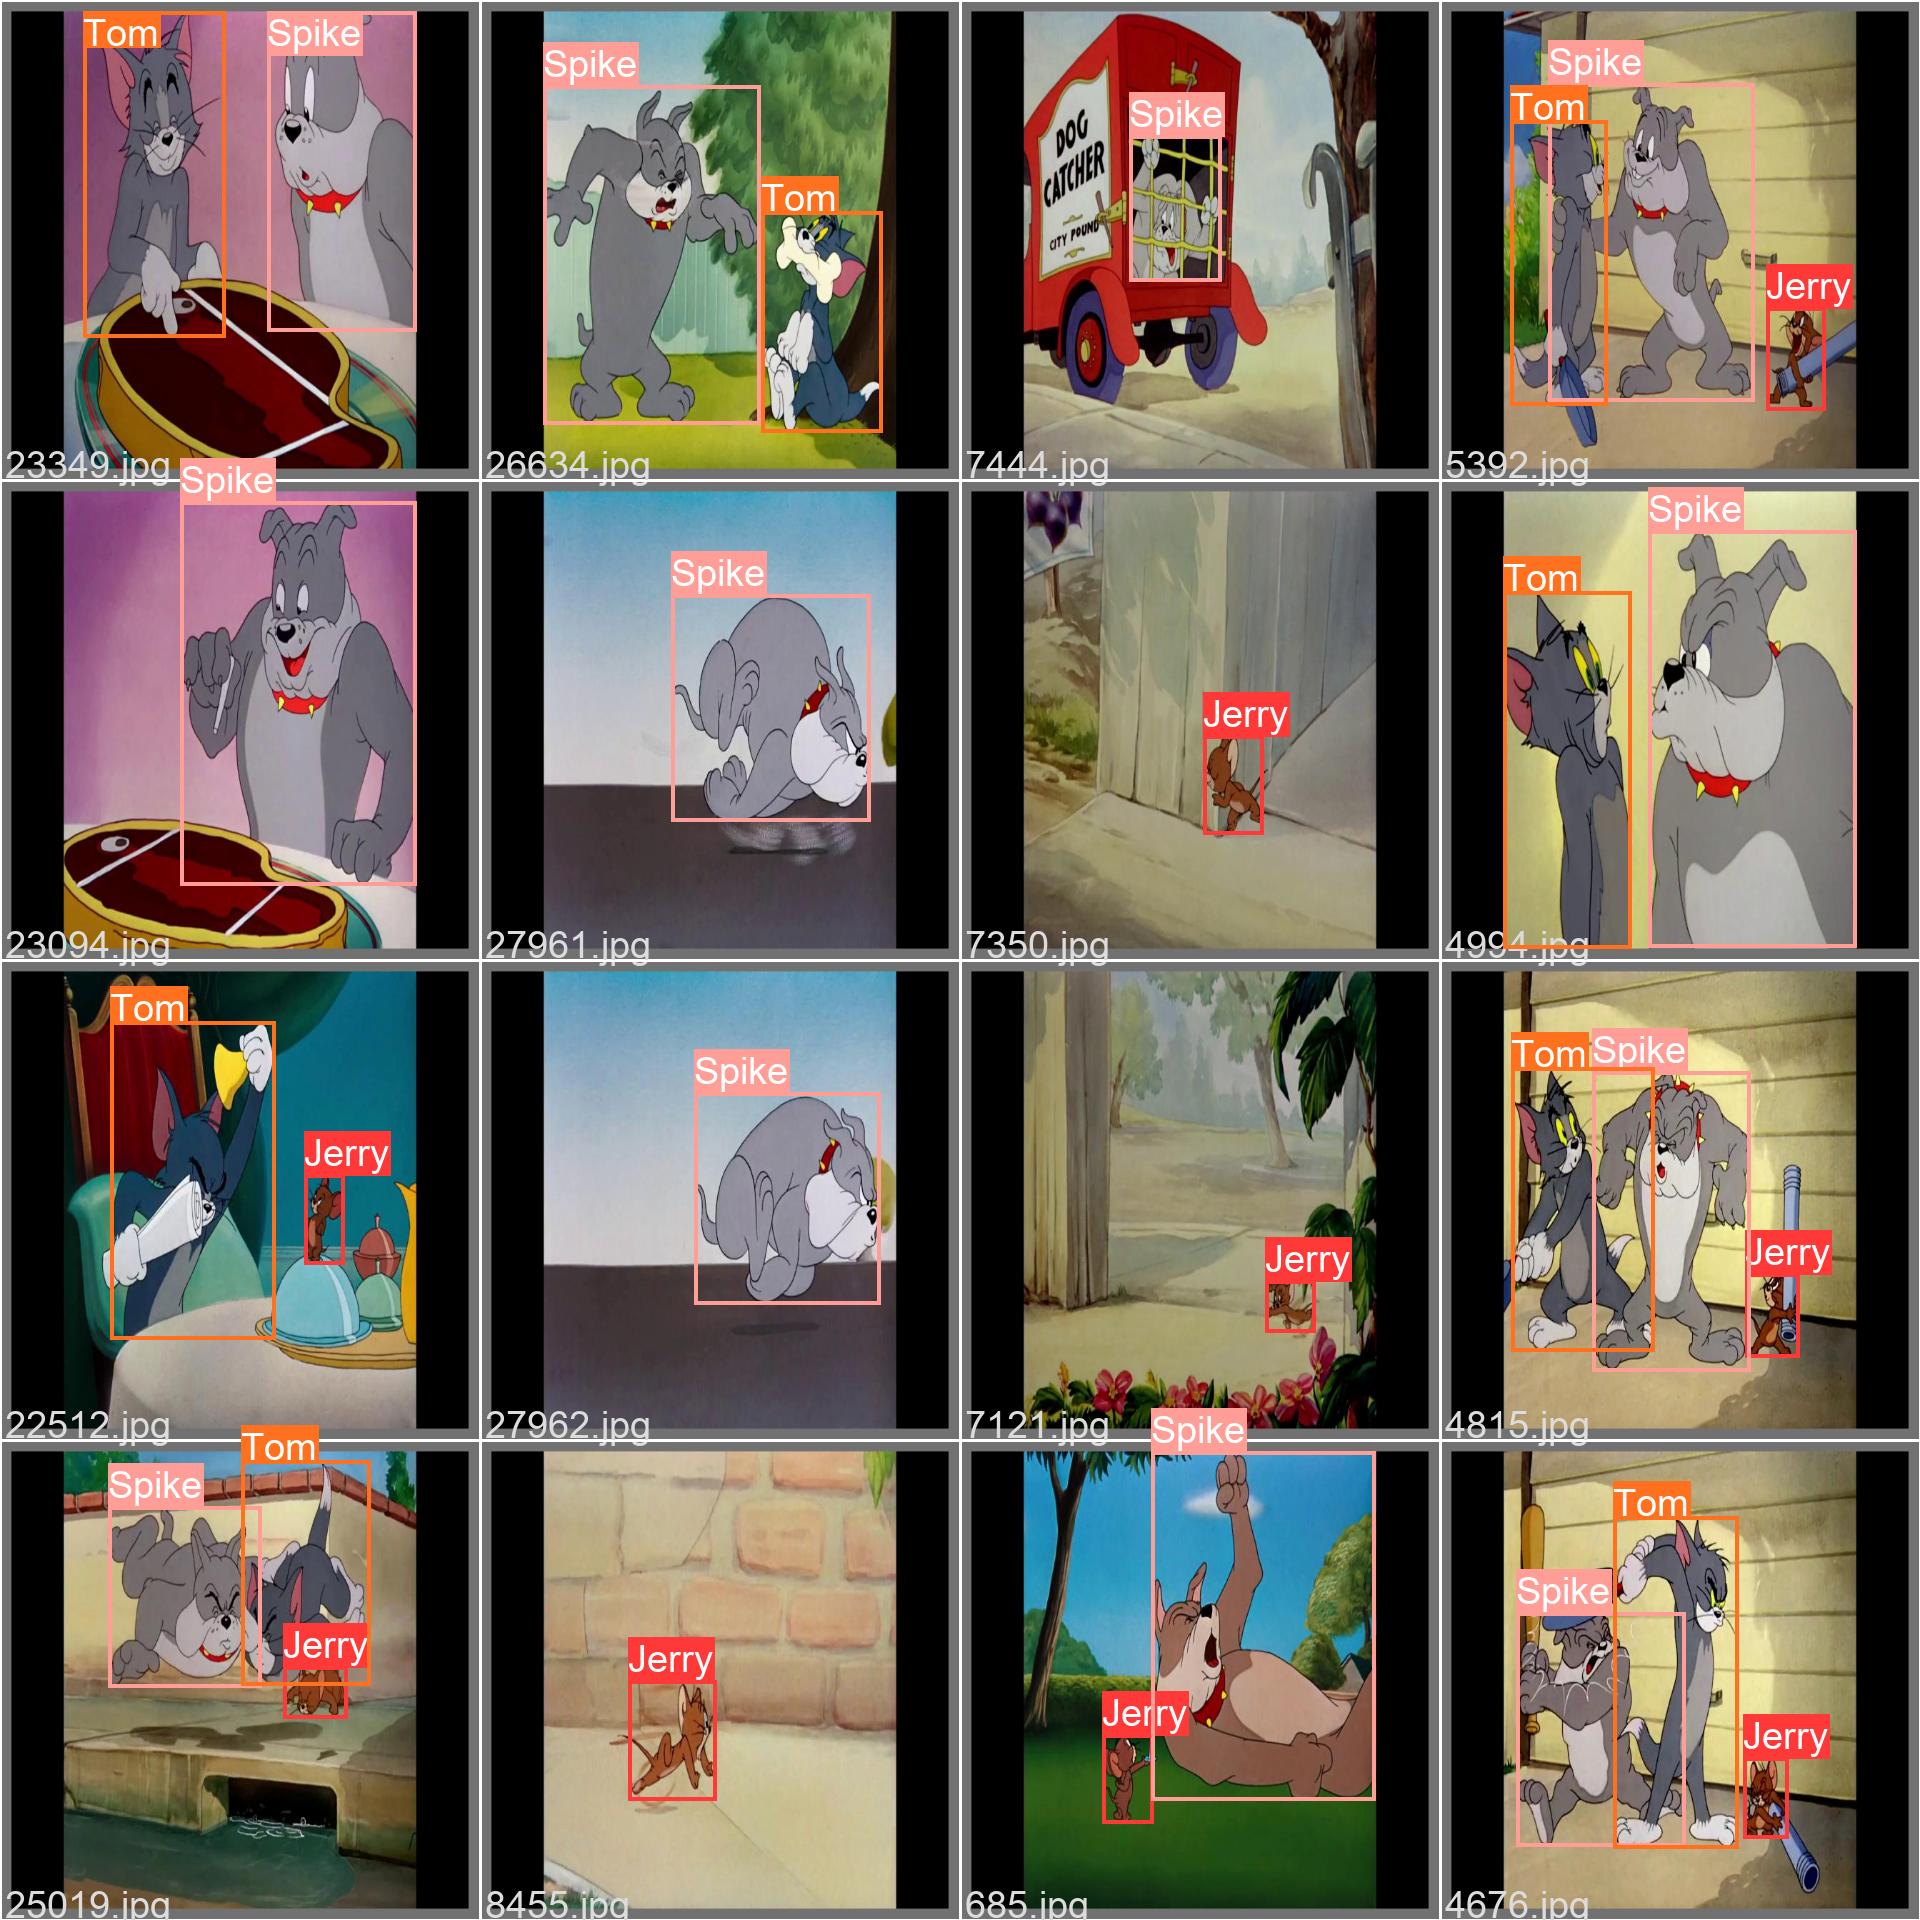 Tom
Spike
23349.jpg
Spike
Tom
26634.jpg
DOG
CATCHER
CITY POUND
Spike
7444.jpg
Spike
Tom
Jerry
5392.jpg
Spike
23094.jpg
Spike
27961.jpg
Jerry
7350.jpg
Spike
Tom
4994.jpg
Tom
Jerry
22512.jpg
Spike
27962.jpg
Jerry
7121.jpg
Tom
Spike
Jerry
4815.jpg
Tom
Spike
Jerry
25019.jpg
Jerry
8455.jpg
Spike
Jerry
685.jpg
Tom
Spike
Jerry
4676.jpg